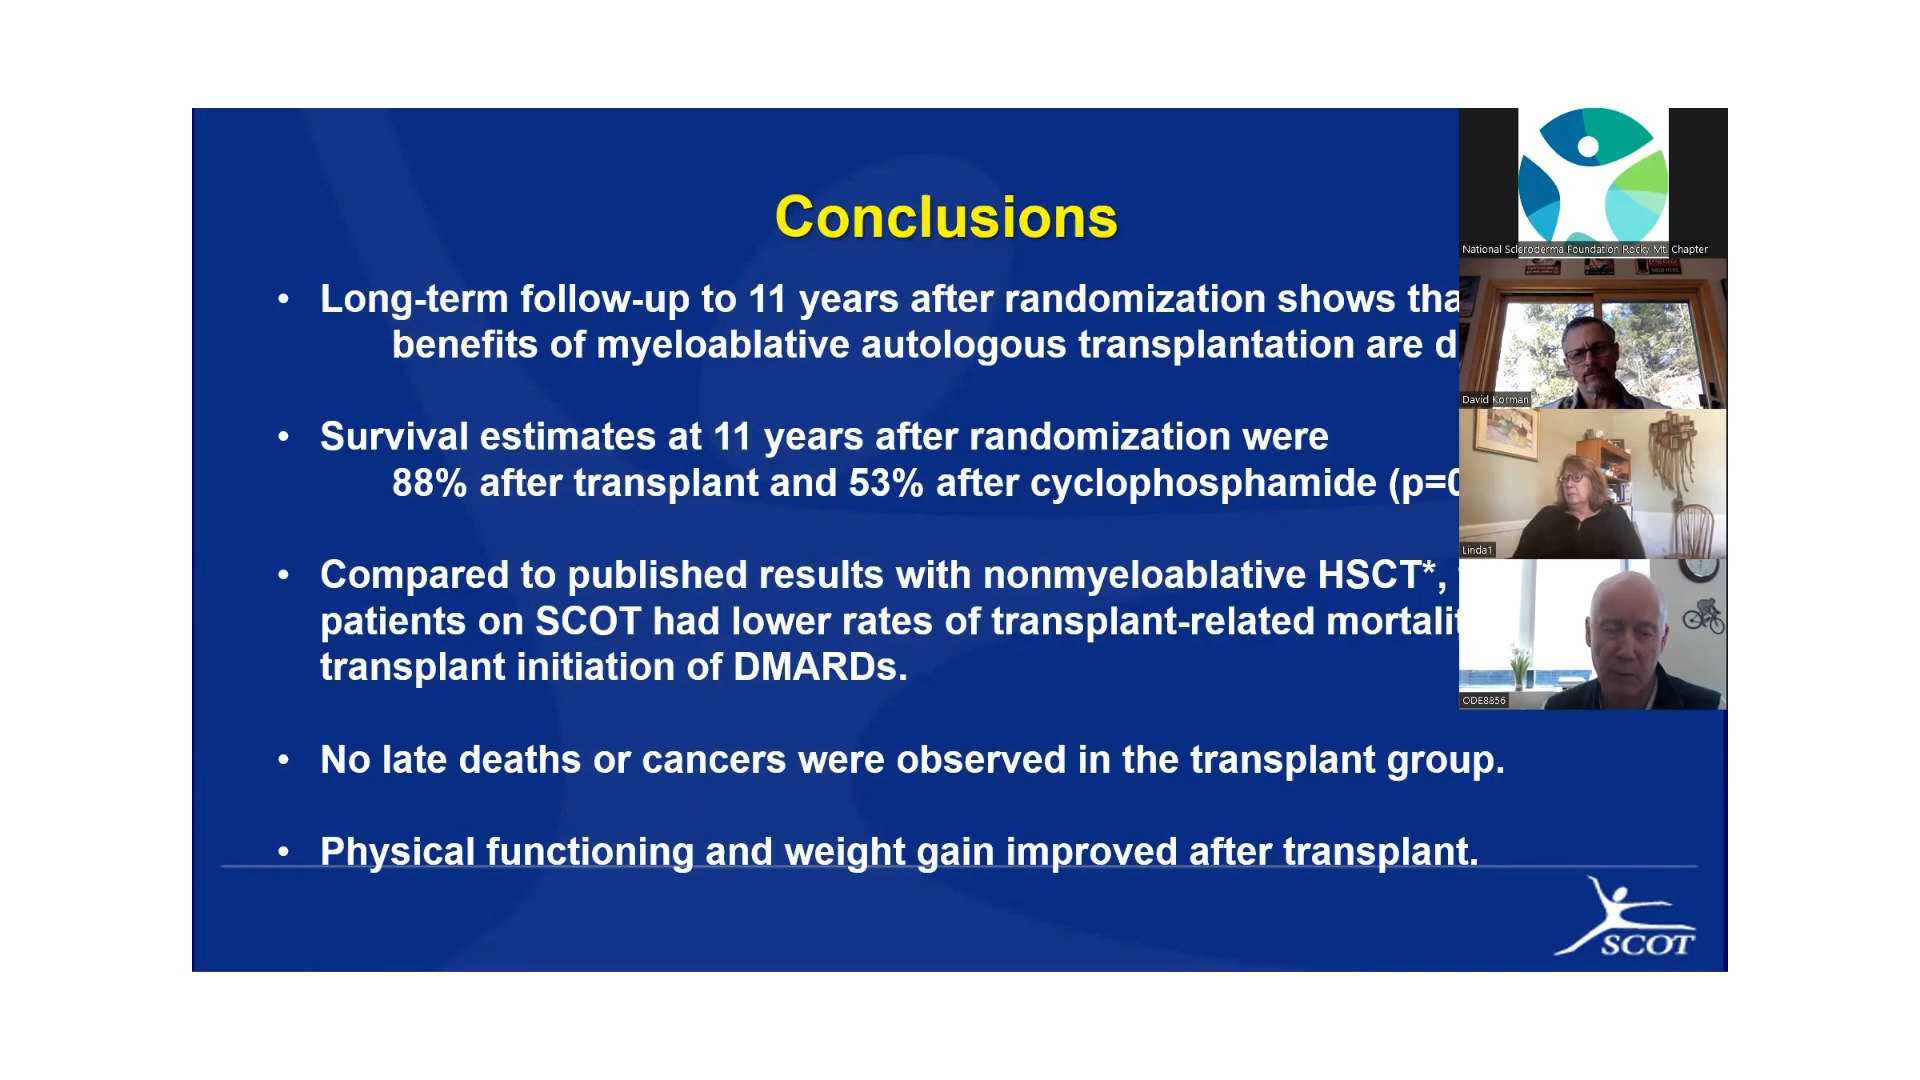 Conclusions
• Long-term follow-up to 11 years after randomization shows tha
benefits of myeloablative autologous transplantation are d
• Survival estimates at 11 years after randomization were
88% after transplant and 53% after cyclophosphamide (p=0
• Compared to published results with nonmyeloablative HSCT*,
patients on SCOT had lower rates of transplant-related mortalit
transplant initiation of DMARDs.
• No late deaths or cancers were observed in the transplant group.
• Physical functioning and weight gain improved after transplant.
SCOT
National Scleroderma Foundation Rocky Mt. Chapter
David Korman
Linda1
ODE8856